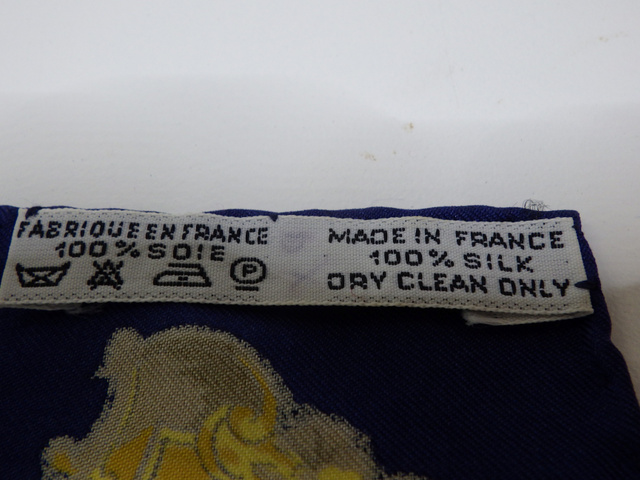 FABRIQUE EN FRANCE
100% SOIE
P
MADE IN FRANCE
100% SILK
DRY CLEAN ONLY